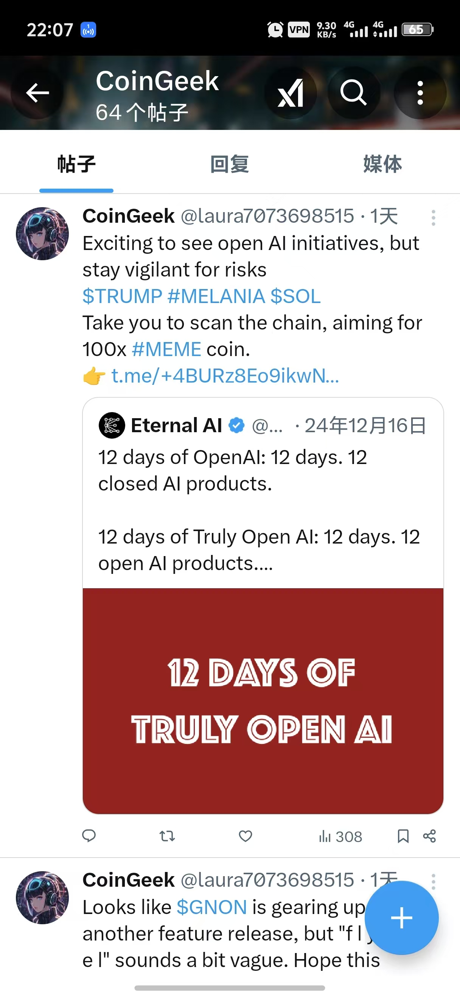 22:07
1
VPN
9.30
KB/s
4G
4G
65
CoinGeek
64 个帖子
帖子
回复
媒体
CoinGeek @laura7073698515 · 1天
Exciting to see open AI initiatives, but
stay vigilant for risks
$TRUMP #MELANIA $SOL
Take you to scan the chain, aiming for
100x #MEME coin.
👉 t.me/+4BURz8Eo9ikwN...
Eternal AI @... · 24年12月16日
12 days of OpenAI: 12 days. 12
closed AI products.
12 days of Truly Open AI: 12 days. 12
open AI products....
12 DAYS OF
TRULY OPEN AI
308
CoinGeek @laura7073698515 · 1天
Looks like $GNON is gearing up
another feature release, but "f l
e l" sounds a bit vague. Hope this